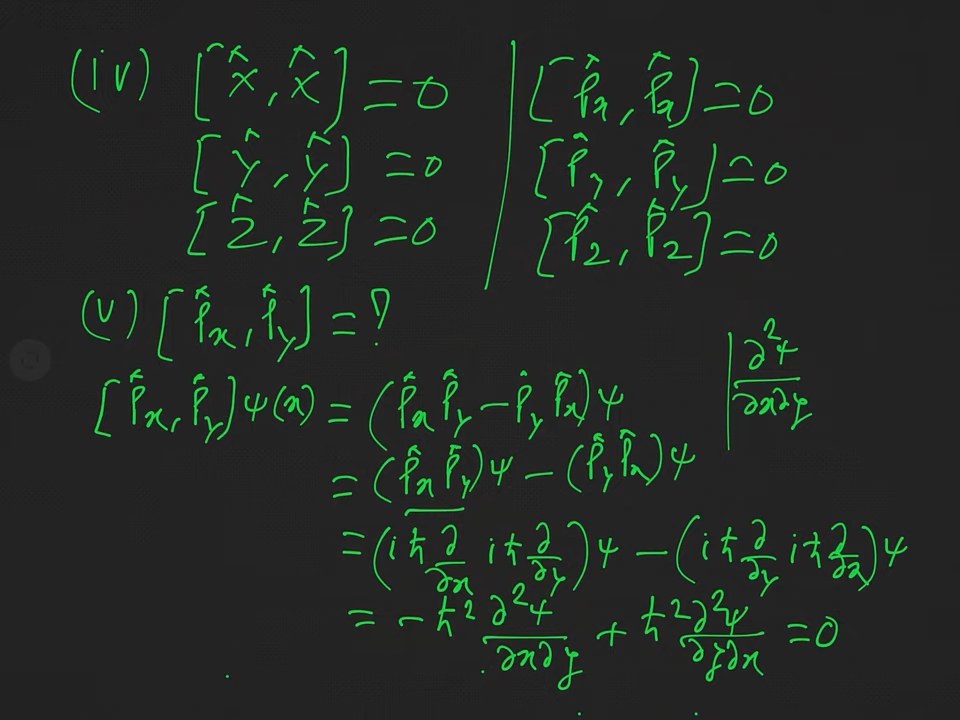 (iv) [x̂, x̂] = 0 | [p̂x, p̂x] = 0
[ŷ, ŷ] = 0 | [p̂y, p̂y] = 0
[ẑ, ẑ] = 0 | [p̂z, p̂z] = 0
(v) [p̂x, p̂y] = ?
[p̂x, p̂y]ψ(x) = (p̂x p̂y − p̂y p̂x)ψ | ∂²ψ/∂x∂y
= (p̂x p̂y)ψ − (p̂y p̂x)ψ
= (iħ ∂/∂x iħ ∂/∂y)ψ − (iħ ∂/∂y iħ ∂/∂x)ψ
= −ħ² ∂²ψ/∂x∂y + ħ² ∂²ψ/∂y∂x = 0